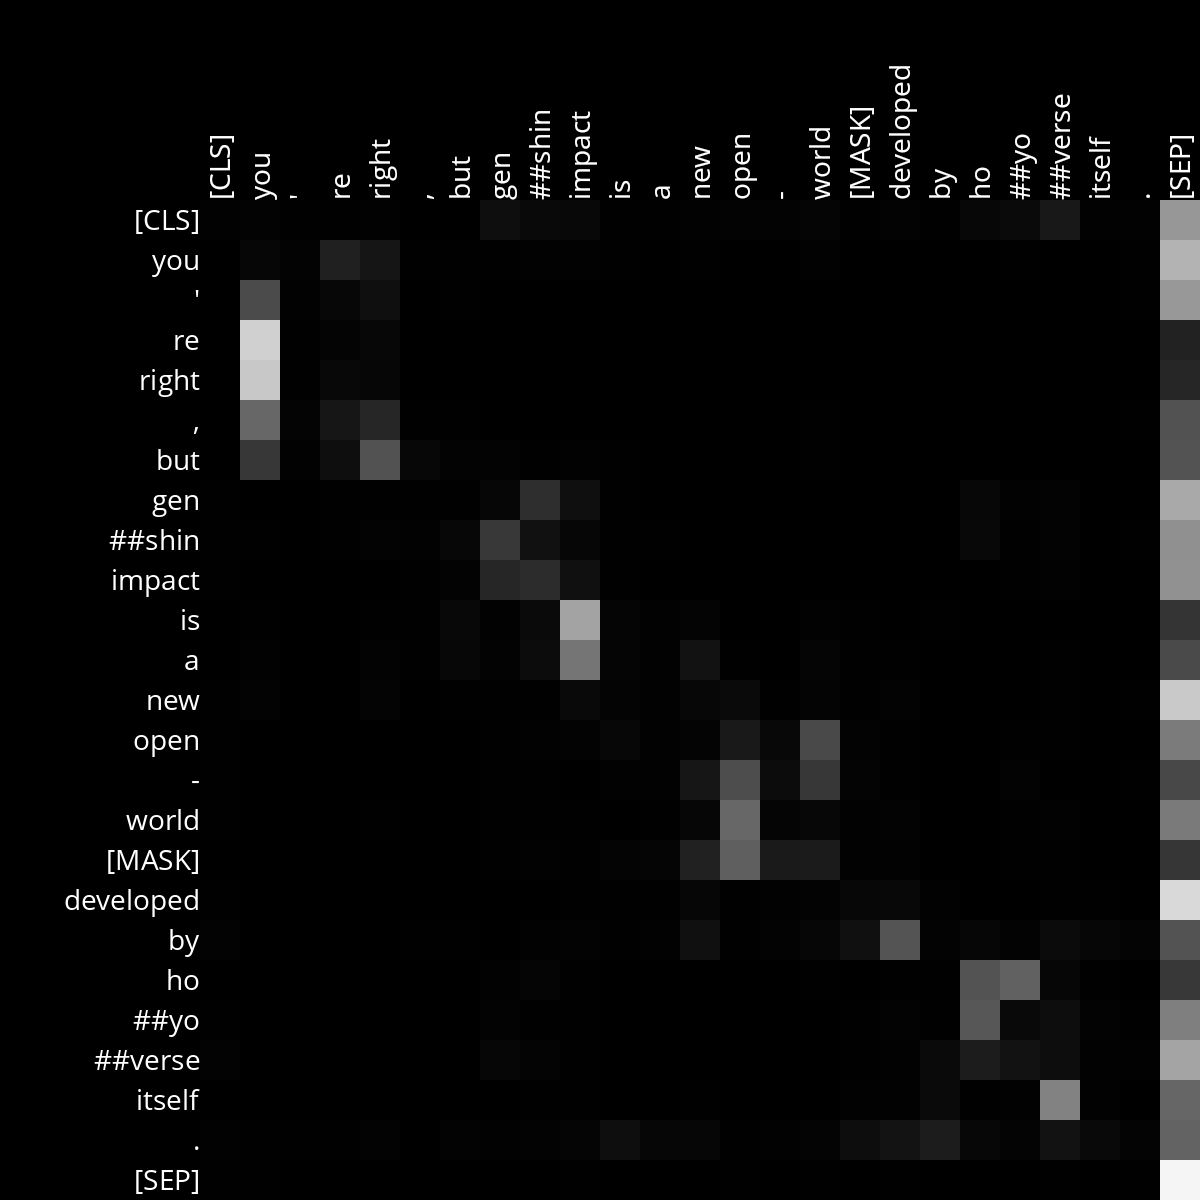 [CLS] you ' re right , but gen ##shin impact is a new open - world [MASK] developed by ho ##yo ##verse itself . [SEP]
[CLS]
you
'
re
right
,
but
gen
##shin
impact
is
a
new
open
-
world
[MASK]
developed
by
ho
##yo
##verse
itself
.
[SEP]